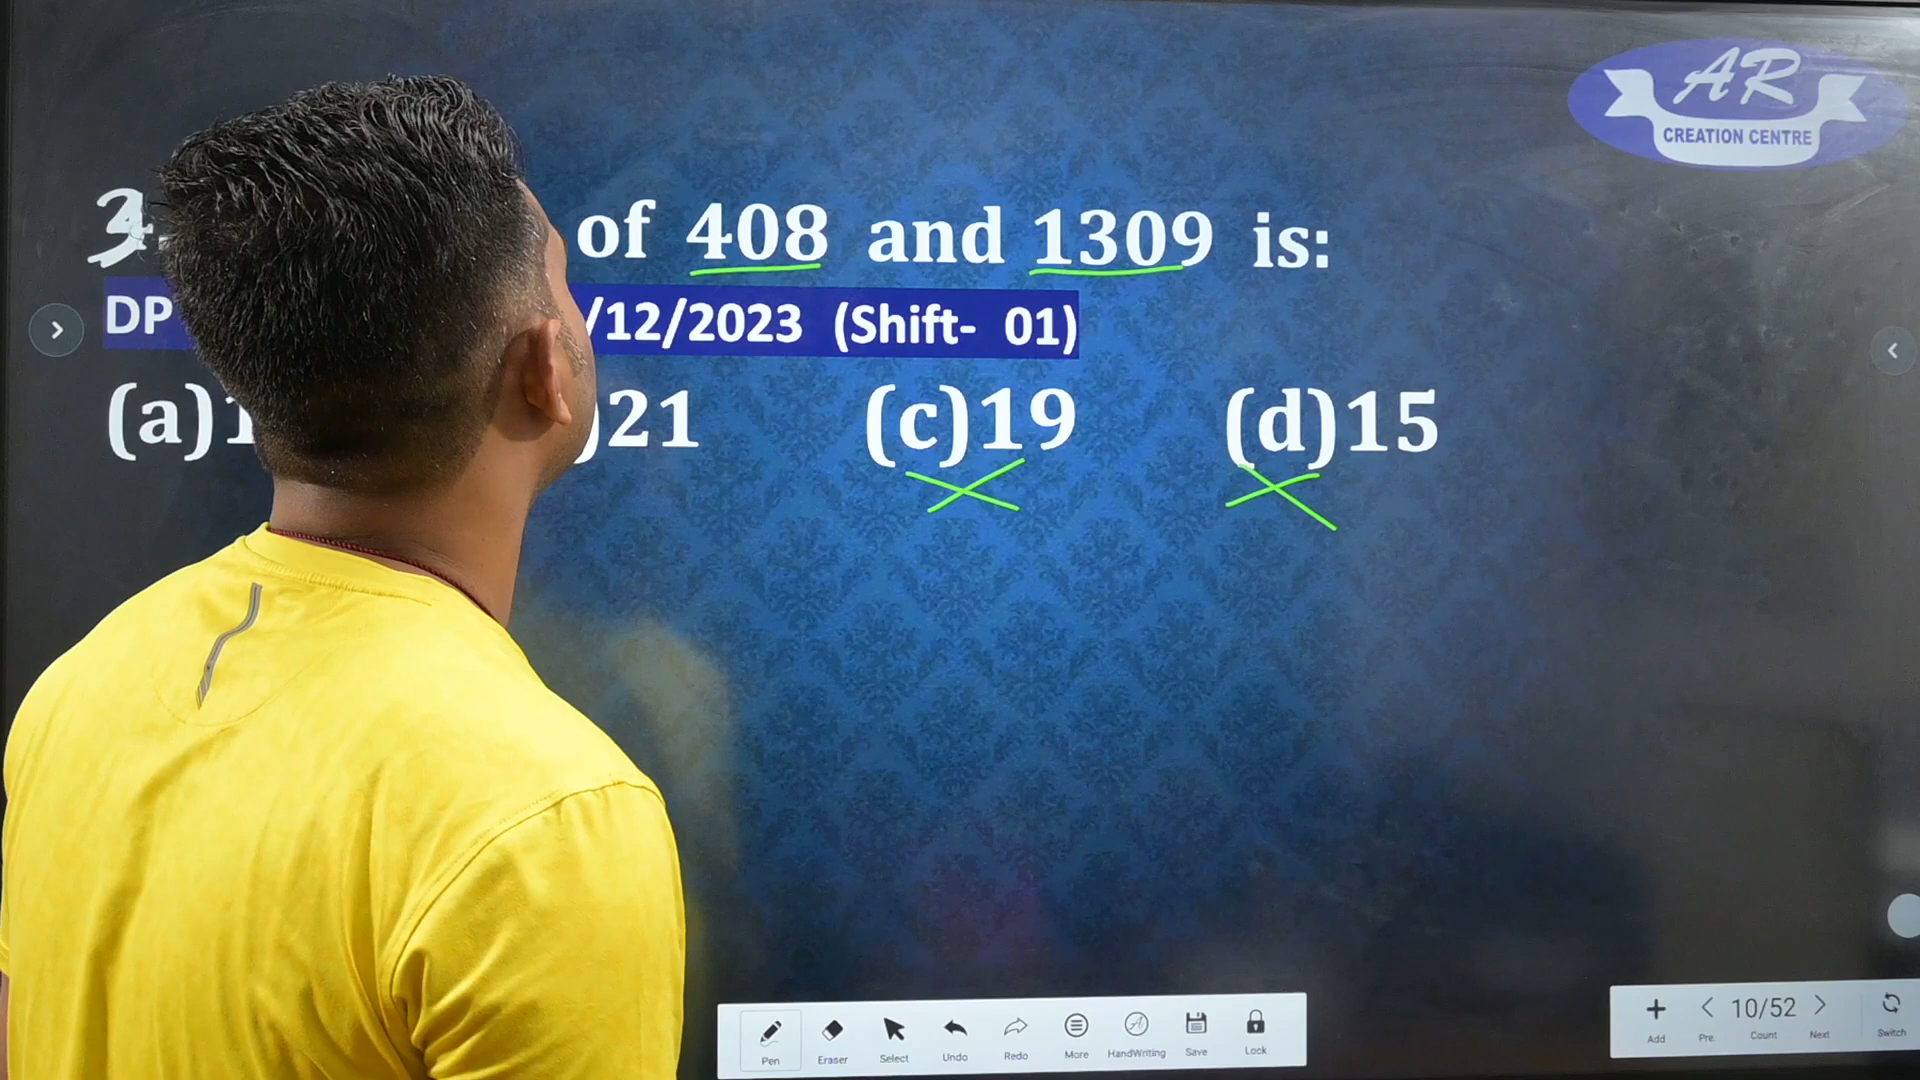 AR
CREATION CENTRE
of 408 and 1309 is:
DP /12/2023 (Shift- 01)
(a)1 )21 (c)19 (d)15
Pen Eraser Select Undo Redo More HandWriting Save Lock
10/52
Add Pre. Count Next Switch